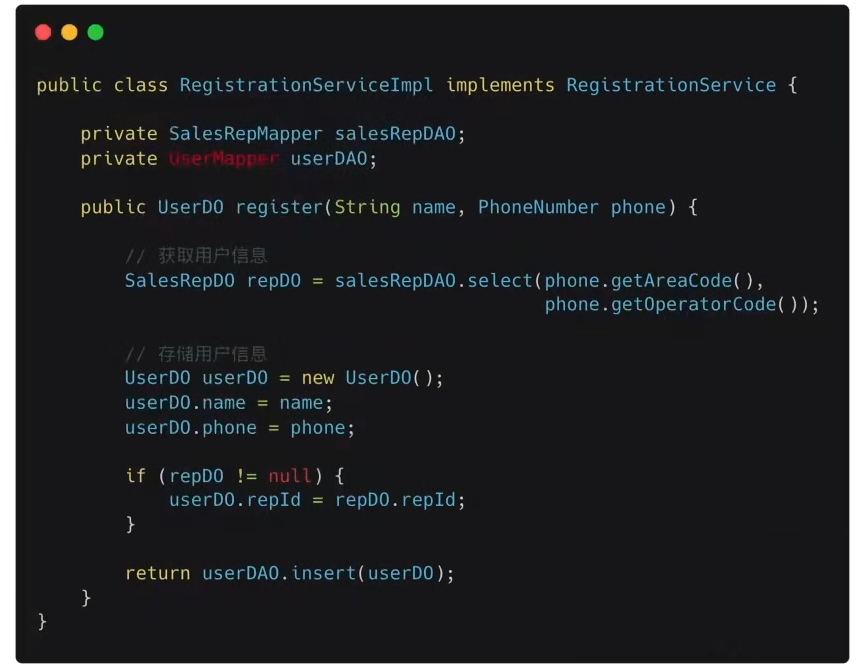 public class RegistrationServiceImpl implements RegistrationService {
private SalesRepMapper salesRepDAO;
private UserMapper userDAO;
public UserDO register(String name, PhoneNumber phone) {
// 获取用户信息
SalesRepDO repDO = salesRepDAO.select(phone.getAreaCode(),
phone.getOperatorCode());
// 存储用户信息
UserDO userDO = new UserDO();
userDO.name = name;
userDO.phone = phone;
if (repDO != null) {
userDO.repId = repDO.repId;
}
return userDAO.insert(userDO);
}
}